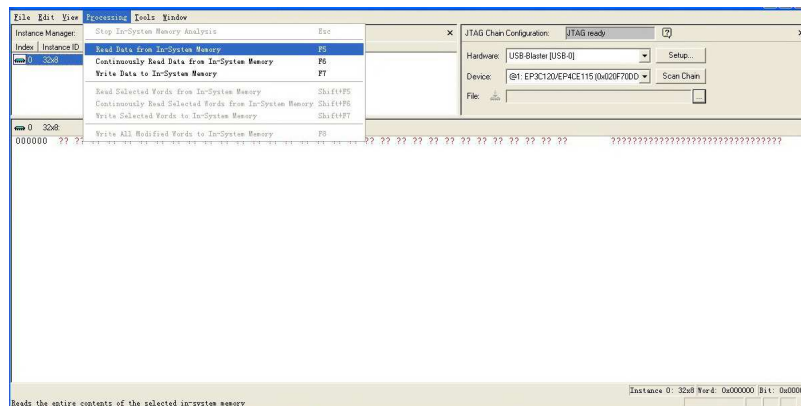 File Edit View Processing Tools Window
Instance Manager:
Index Instance ID
0 32x8
Stop In-System Memory Analysis Esc
Read Data from In-System Memory F5
Continuously Read Data from In-System Memory F6
Write Data to In-System Memory F7
Read Selected Words from In-System Memory Shift+F5
Continuously Read Selected Words from In-System Memory Shift+F6
Write Selected Words to In-System Memory Shift+F7
Write All Modified Words to In-System Memory F8
JTAG Chain Configuration: JTAG ready
Hardware: USB-Blaster [USB-0] Setup...
Device: @1: EP3C120/EP4CE115 (0x020F70DD Scan Chain
File: ...
0 32x8:
000000 ?? ?? ?? ?? ?? ?? ?? ?? ?? ?? ?? ?? ?? ?? ?? ?? ?? ?? ?? ?? ?? ?? ?? ?? ?? ?? ?? ?? ?? ?? ?? ?? ????????????????????????????????
Instance 0: 32x8 Word: 0x000000 Bit: 0x0000
Reads the entire contents of the selected in-system memory